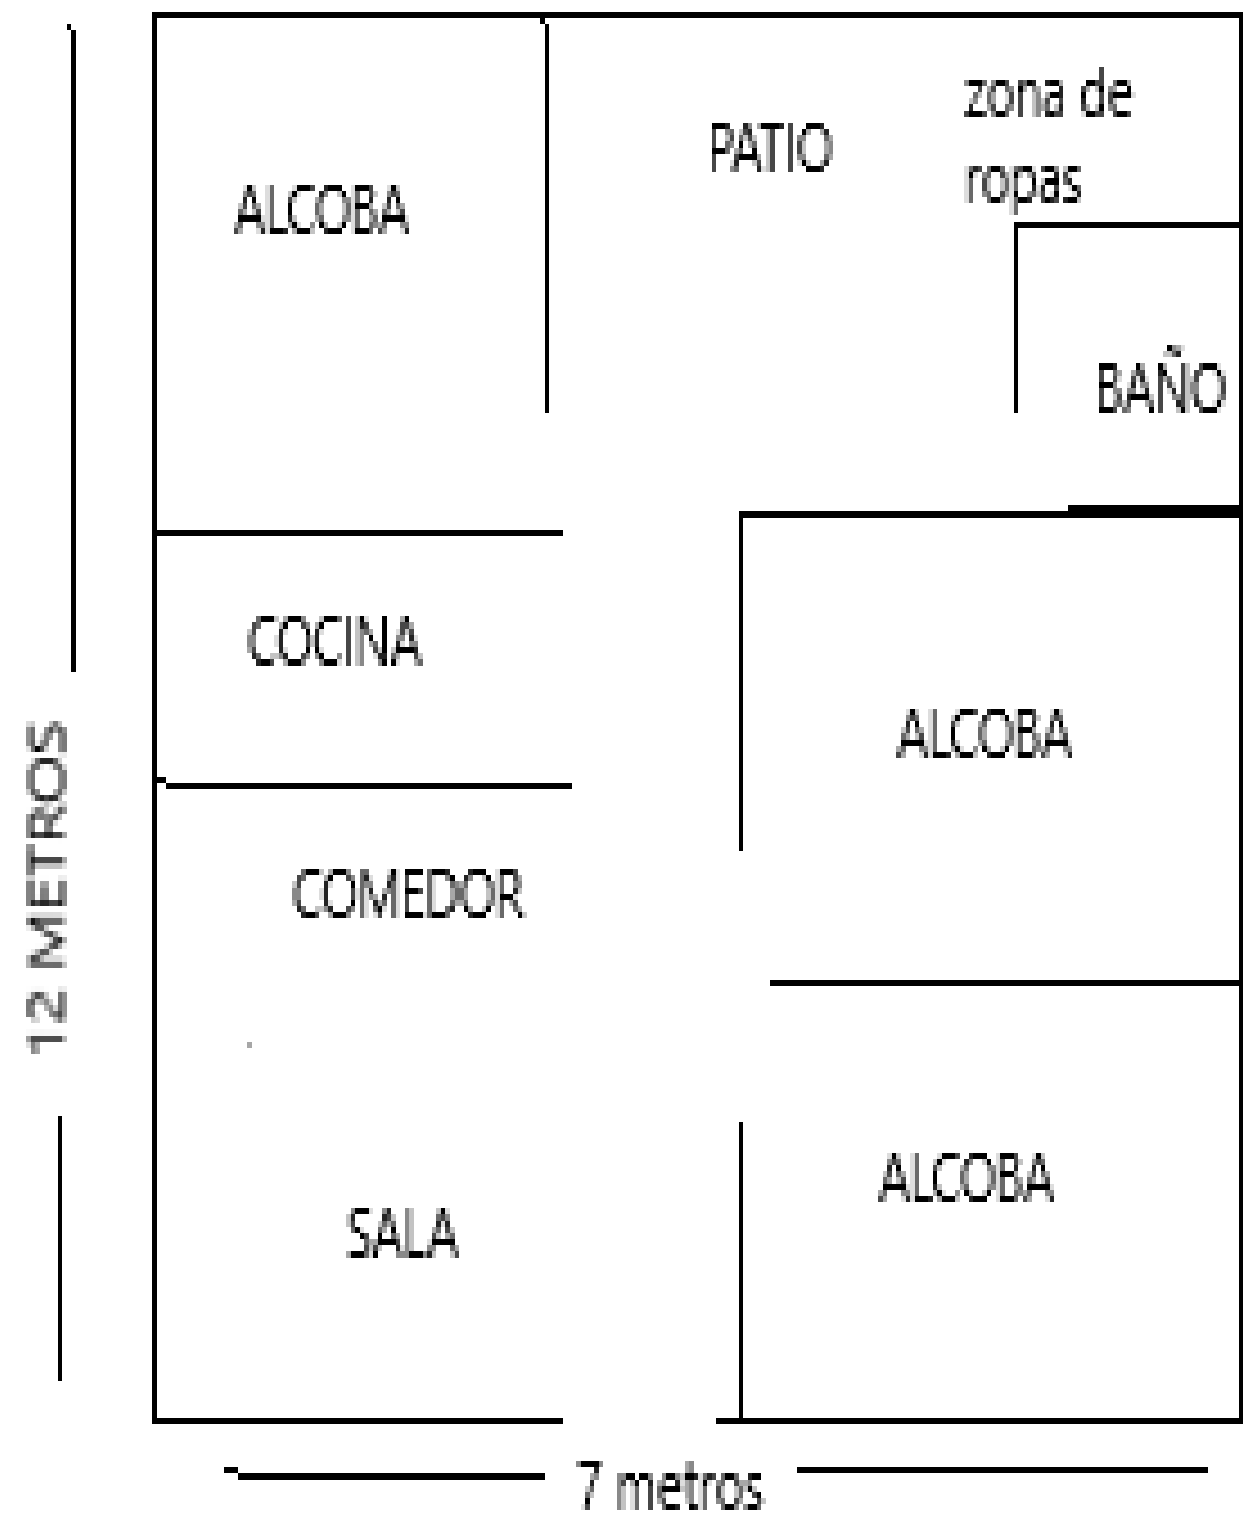 zona de
ropas
PATIO
ALCOBA
BAÑO
COCINA
ALCOBA
12 METROS
COMEDOR
ALCOBA
SALA
7 metros